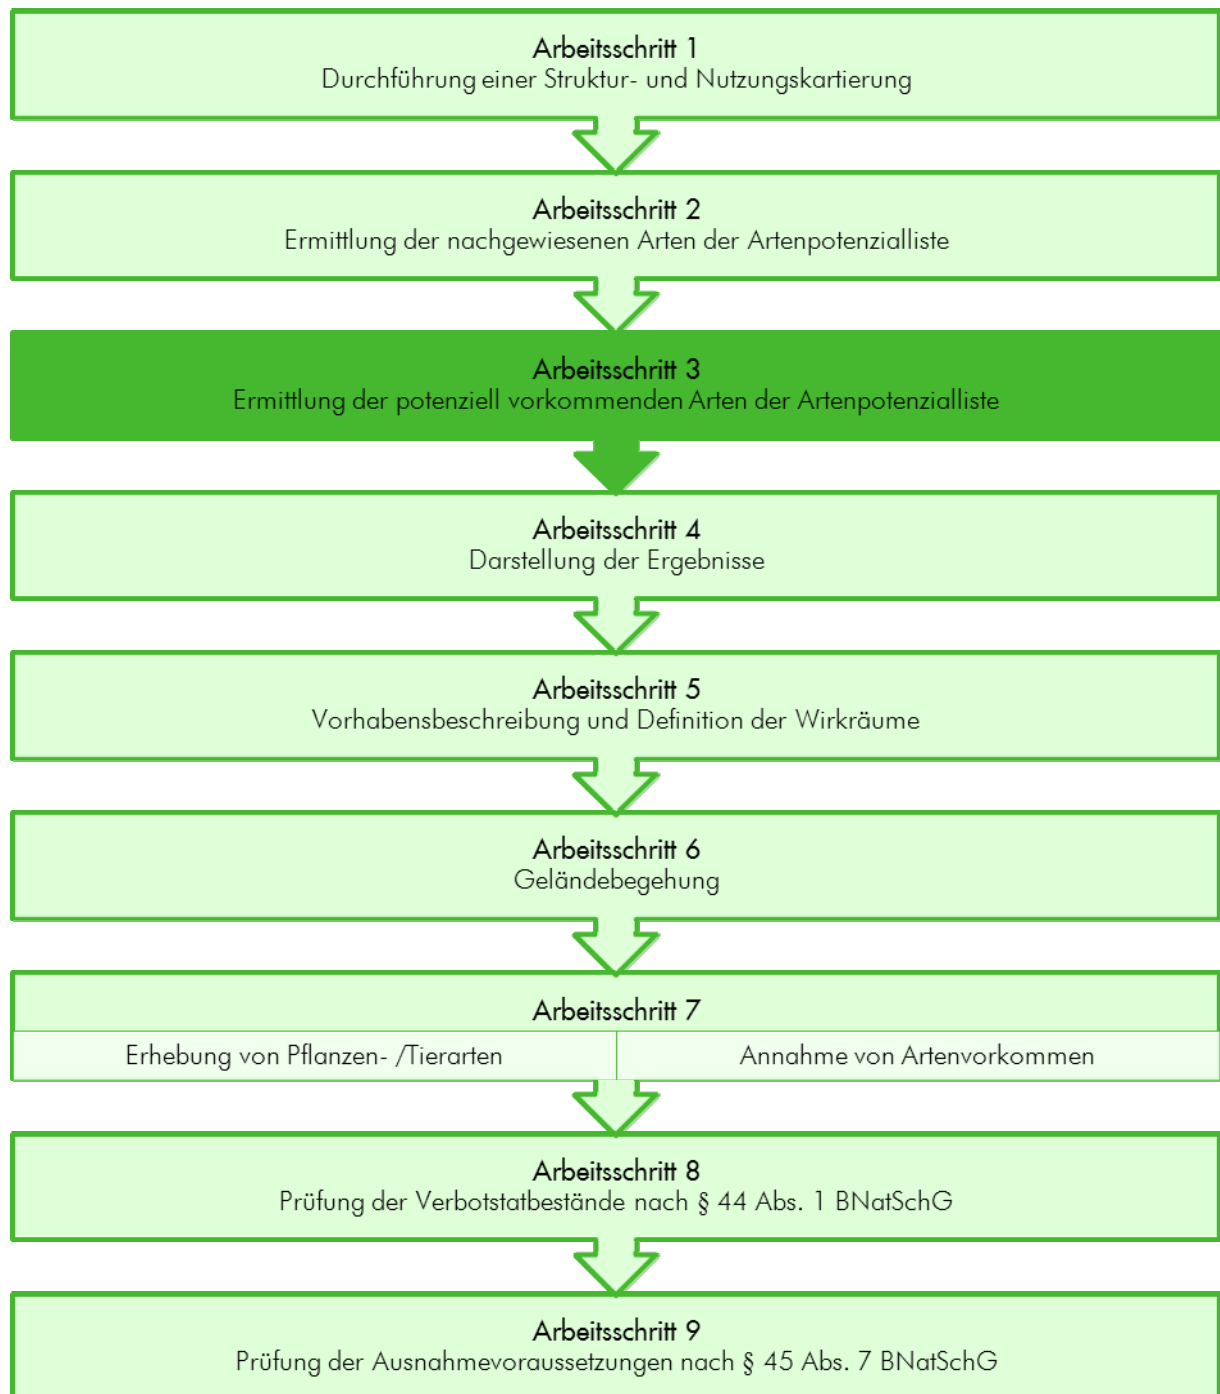 Arbeitsschritt 1
Durchführung einer Struktur- und Nutzungskartierung
Arbeitsschritt 2
Ermittlung der nachgewiesenen Arten der Artenpotenzialliste
Arbeitsschritt 3
Ermittlung der potenziell vorkommenden Arten der Artenpotenzialliste
Arbeitsschritt 4
Darstellung der Ergebnisse
Arbeitsschritt 5
Vorhabensbeschreibung und Definition der Wirkräume
Arbeitsschritt 6
Geländebegehung
Arbeitsschritt 7
Erhebung von Pflanzen- /Tierarten
Annahme von Artenvorkommen
Arbeitsschritt 8
Prüfung der Verbotstatbestände nach § 44 Abs. 1 BNatSchG
Arbeitsschritt 9
Prüfung der Ausnahmevoraussetzungen nach § 45 Abs. 7 BNatSchG